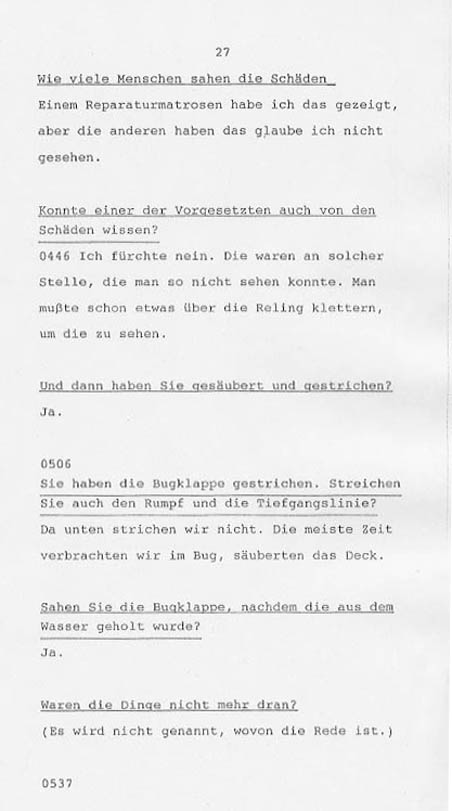 27
Wie viele Menschen sahen die Schäden
Einem Reparaturmatrosen habe ich das gezeigt,
aber die anderen haben das glaube ich nicht
gesehen.
Konnte einer der Vorgesetzten auch von den
Schäden wissen?
0446 Ich fürchte nein. Die waren an solcher
Stelle, die man so nicht sehen konnte. Man
mußte schon etwas über die Reling klettern,
um die zu sehen.
Und dann haben Sie gesäubert und gestrichen?
Ja.
0506
Sie haben die Bugklappe gestrichen. Streichen
Sie auch den Rumpf und die Tiefgangslinie?
Da unten strichen wir nicht. Die meiste Zeit
verbrachten wir im Bug, säuberten das Deck.
Sahen Sie die Bugklappe, nachdem die aus dem
Wasser geholt wurde?
Ja.
Waren die Dinge nicht mehr dran?
(Es wird nicht genannt, wovon die Rede ist.)
0537